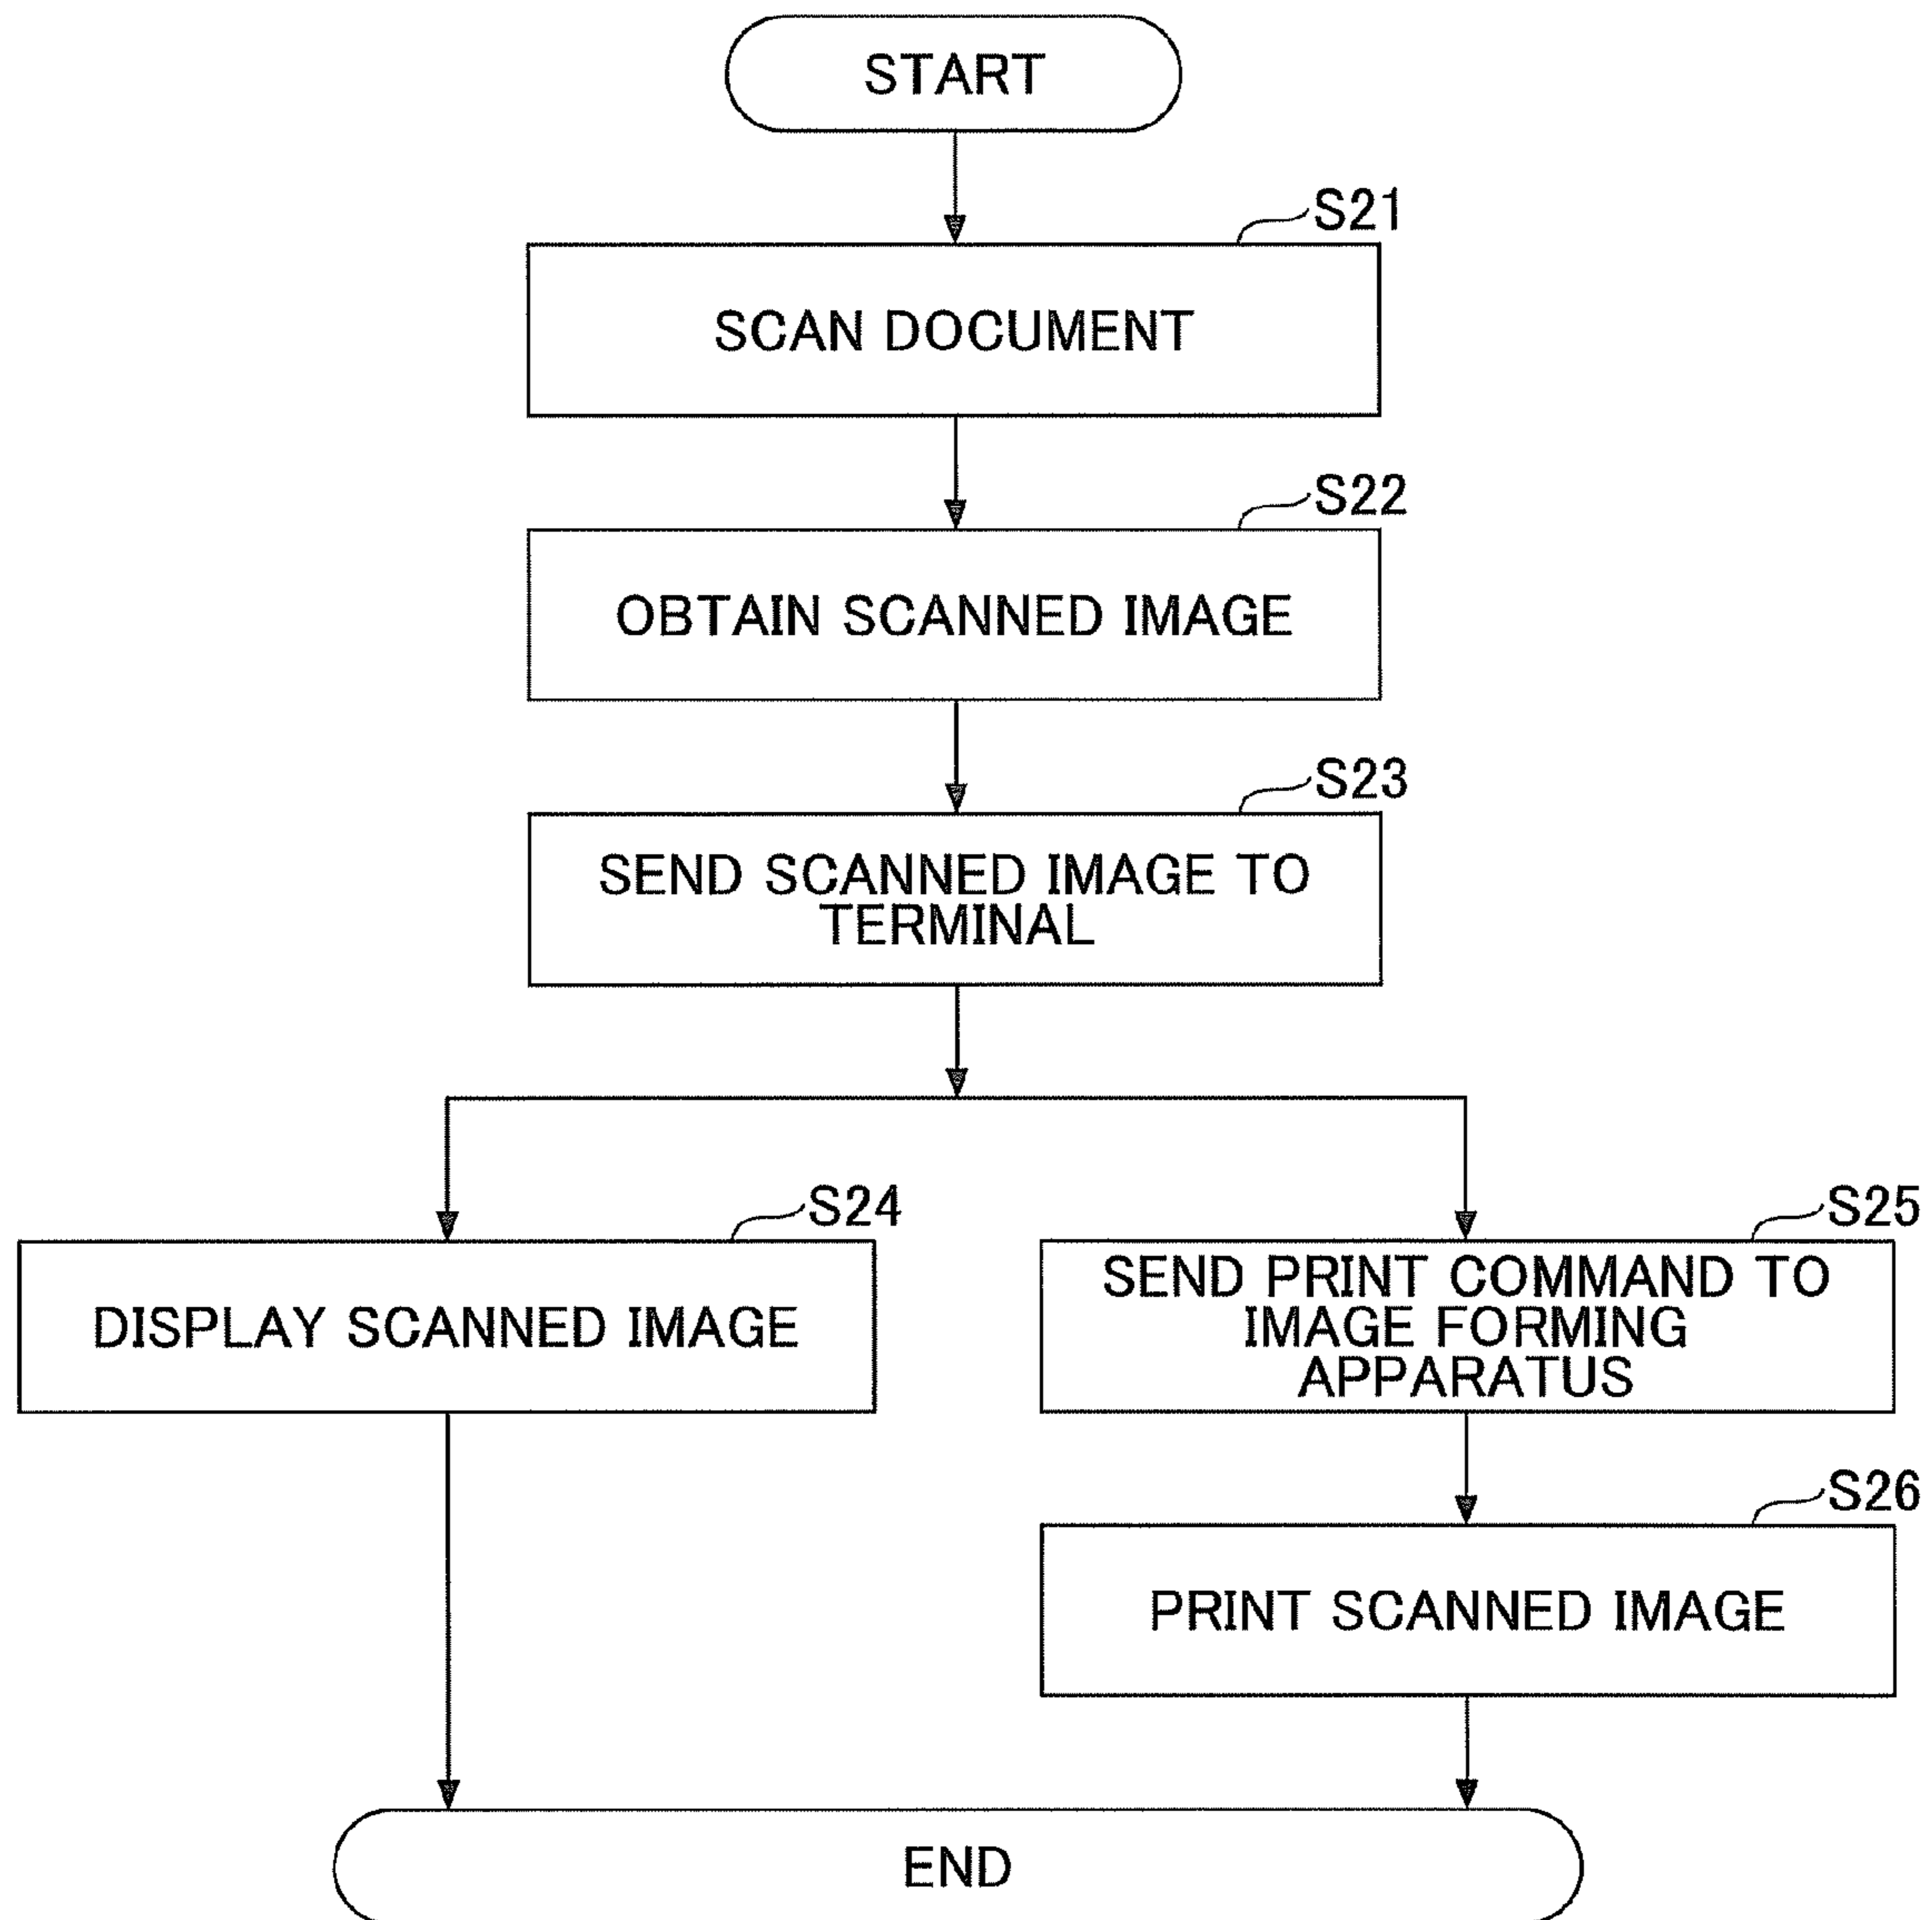 START
S21
SCAN DOCUMENT
S22
OBTAIN SCANNED IMAGE
S23
SEND SCANNED IMAGE TO
TERMINAL
S24
DISPLAY SCANNED IMAGE
S25
SEND PRINT COMMAND TO
IMAGE FORMING
APPARATUS
S26
PRINT SCANNED IMAGE
END